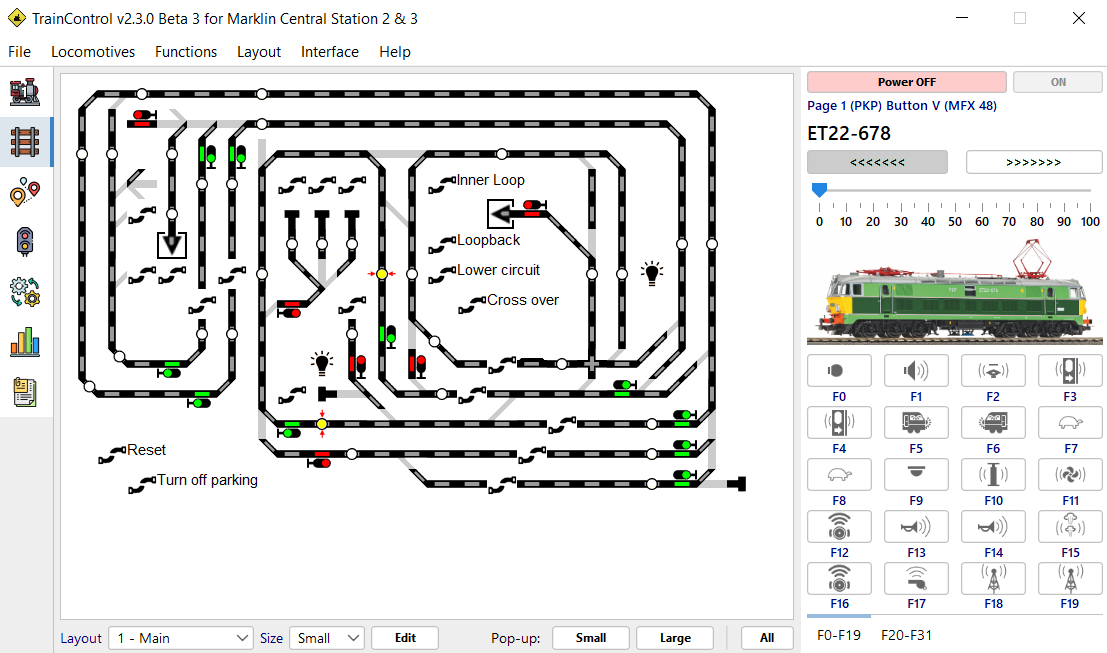 TrainControl v2.3.0 Beta 3 for Marklin Central Station 2 & 3
File Locomotives Functions Layout Interface Help
Power OFF ON
Page 1 (PKP) Button V (MFX 48)
ET22-678
<<<<<<< >>>>>>>
0 10 20 30 40 50 60 70 80 90 100
Inner Loop
Loopback
Lower circuit
Cross over
Reset
Turn off parking
F0 F1 F2 F3
F4 F5 F6 F7
F8 F9 F10 F11
F12 F13 F14 F15
F16 F17 F18 F19
F0-F19 F20-F31
Layout 1 - Main Size Small Edit Pop-up: Small Large All